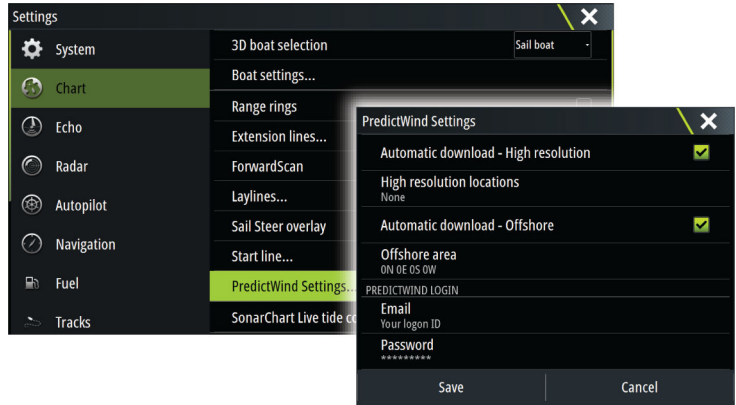 Settings
System
Chart
Echo
Radar
Autopilot
Navigation
Fuel
Tracks
3D boat selection
Sail boat
Boat settings...
Range rings
Extension lines...
ForwardScan
Laylines...
Sail Steer overlay
Start line...
PredictWind Settings...
SonarChart Live tide co
PredictWind Settings
Automatic download - High resolution
High resolution locations
None
Automatic download - Offshore
Offshore area
0N 0E 0S 0W
PREDICTWIND LOGIN
Email
Your logon ID
Password
*********
Save
Cancel